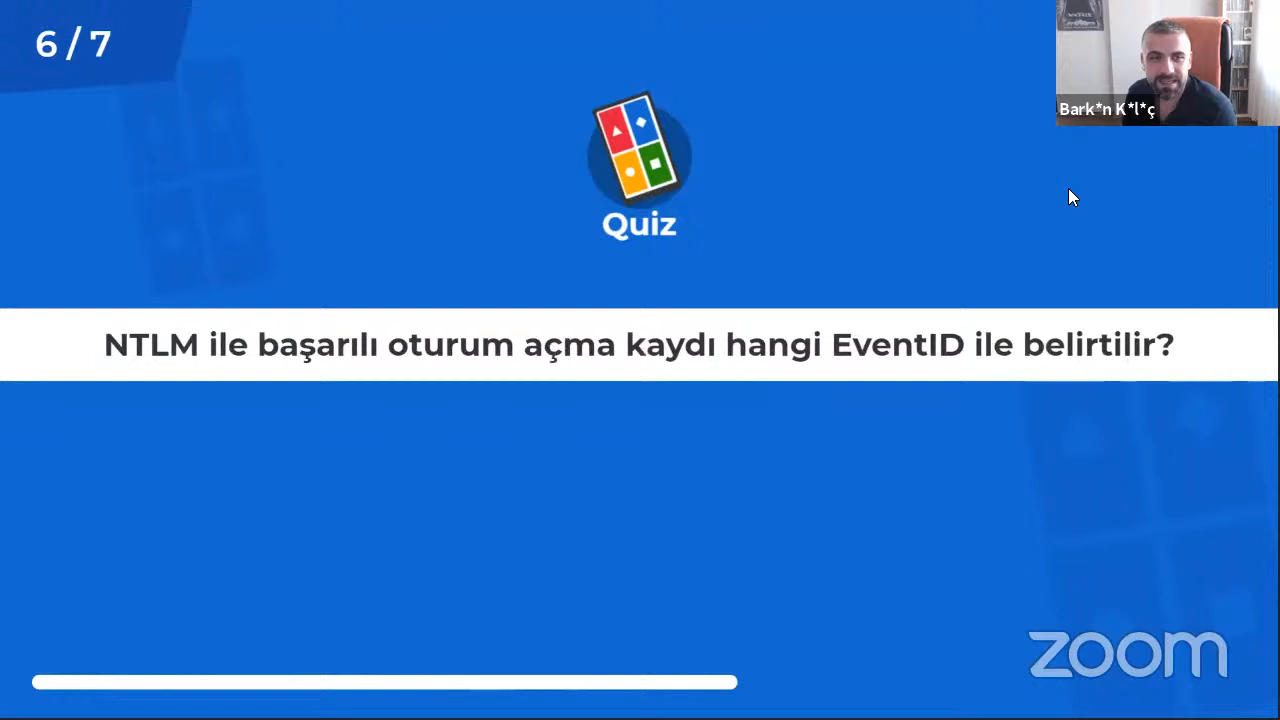 6 / 7
Bark*n K*l*ç
Quiz
NTLM ile başarılı oturum açma kaydı hangi EventID ile belirtilir?
zoom